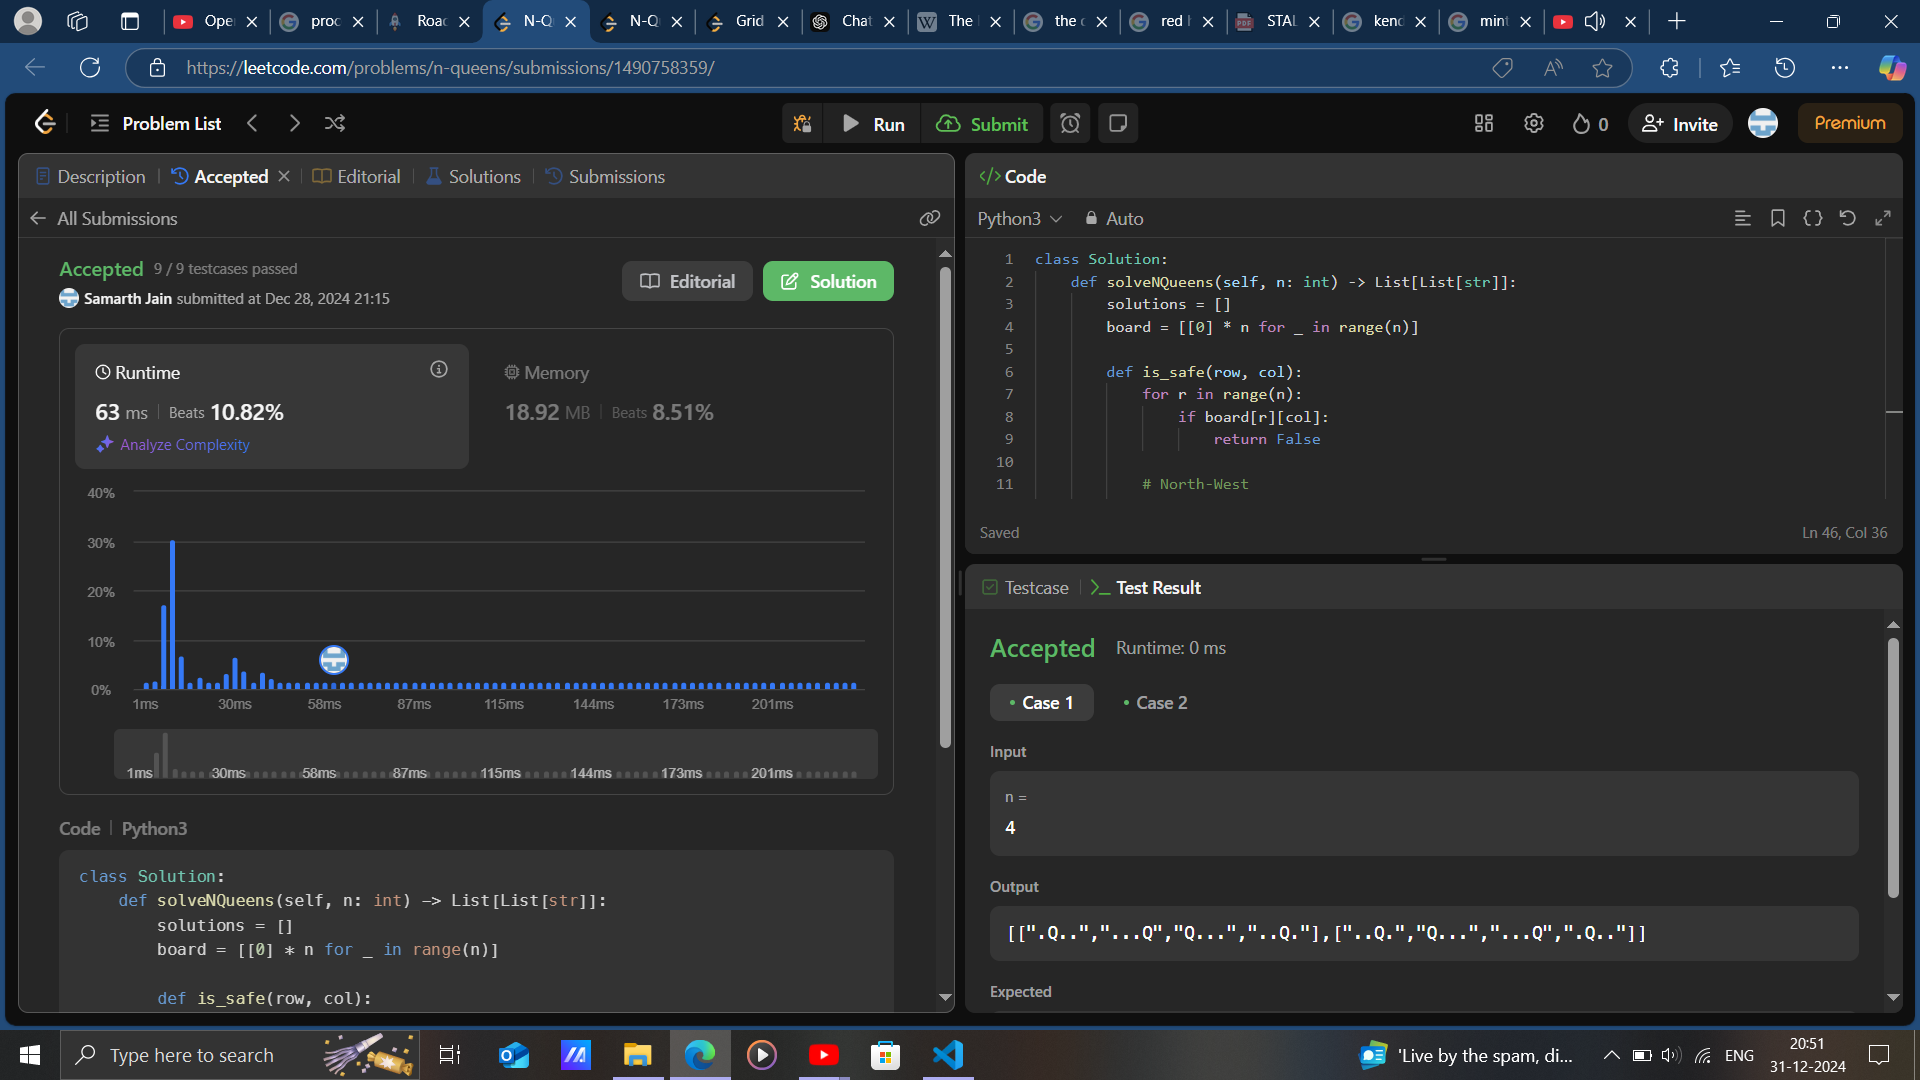 Ope
proc
Roac
N-Q
N-Q
Grid
Chat
The
the c
red h
STAL
kend
mint
https://leetcode.com/problems/n-queens/submissions/1490758359/
Problem List
Run
Submit
0
Invite
Premium
Description
Accepted
Editorial
Solutions
Submissions
All Submissions
Accepted 9 / 9 testcases passed
Samarth Jain submitted at Dec 28, 2024 21:15
Editorial
Solution
Runtime
63 ms
Beats 10.82%
Analyze Complexity
Memory
18.92 MB
Beats 8.51%
40%
30%
20%
10%
0%
1ms 30ms 58ms 87ms 115ms 144ms 173ms 201ms
1ms 30ms 58ms 87ms 115ms 144ms 173ms 201ms
Code
Python3
class Solution:
def solveNQueens(self, n: int) -> List[List[str]]:
solutions = []
board = [[0] * n for _ in range(n)]
def is_safe(row, col):
</> Code
Python3
Auto
1 class Solution:
2 def solveNQueens(self, n: int) -> List[List[str]]:
3 solutions = []
4 board = [[0] * n for _ in range(n)]
5
6 def is_safe(row, col):
7 for r in range(n):
8 if board[r][col]:
9 return False
10
11 # North-West
Saved
Ln 46, Col 36
Testcase
Test Result
Accepted
Runtime: 0 ms
Case 1
Case 2
Input
n =
4
Output
[[".Q..","...Q","Q...","..Q."],["..Q.","Q...","...Q",".Q.."]]
Expected
Type here to search
'Live by the spam, di...
ENG
20:51
31-12-2024